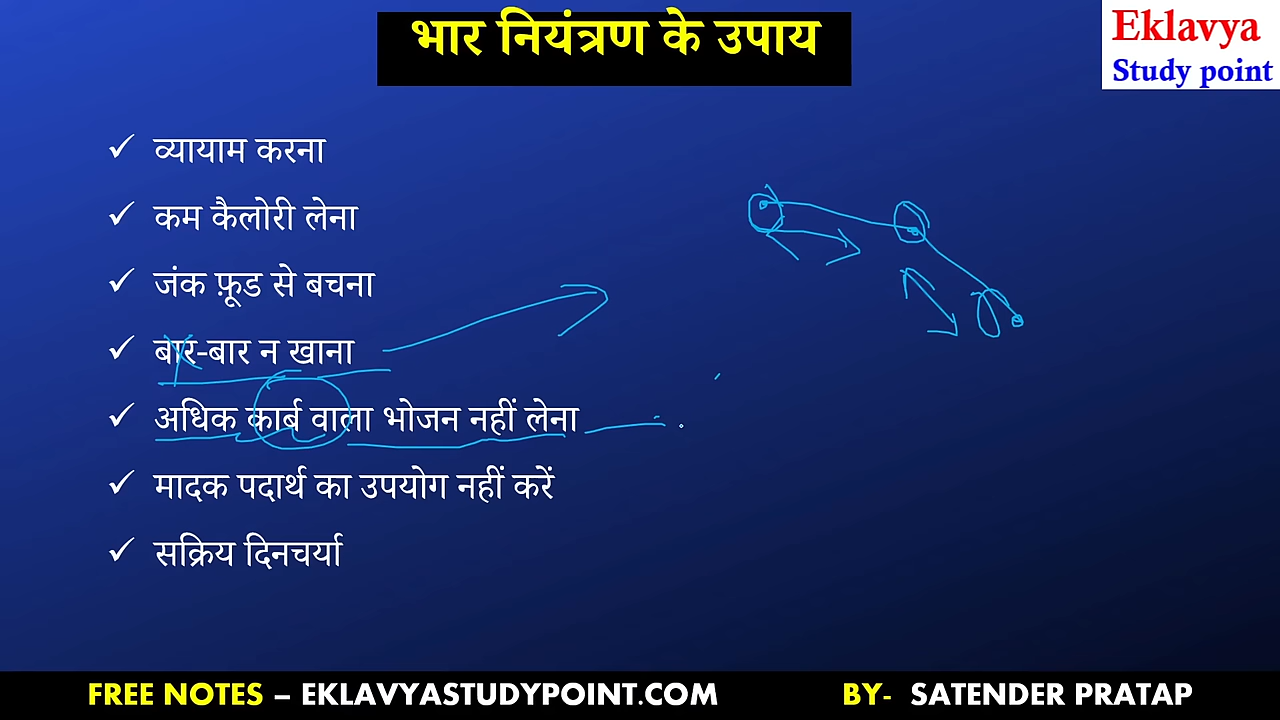 भार नियंत्रण के उपाय
Eklavya
Study point
✓ व्यायाम करना
✓ कम कैलोरी लेना
✓ जंक फ़ूड से बचना
✓ बार-बार न खाना
✓ अधिक कार्ब वाला भोजन नहीं लेना
✓ मादक पदार्थ का उपयोग नहीं करें
✓ सक्रिय दिनचर्या
FREE NOTES – EKLAVYASTUDYPOINT.COM
BY- SATENDER PRATAP